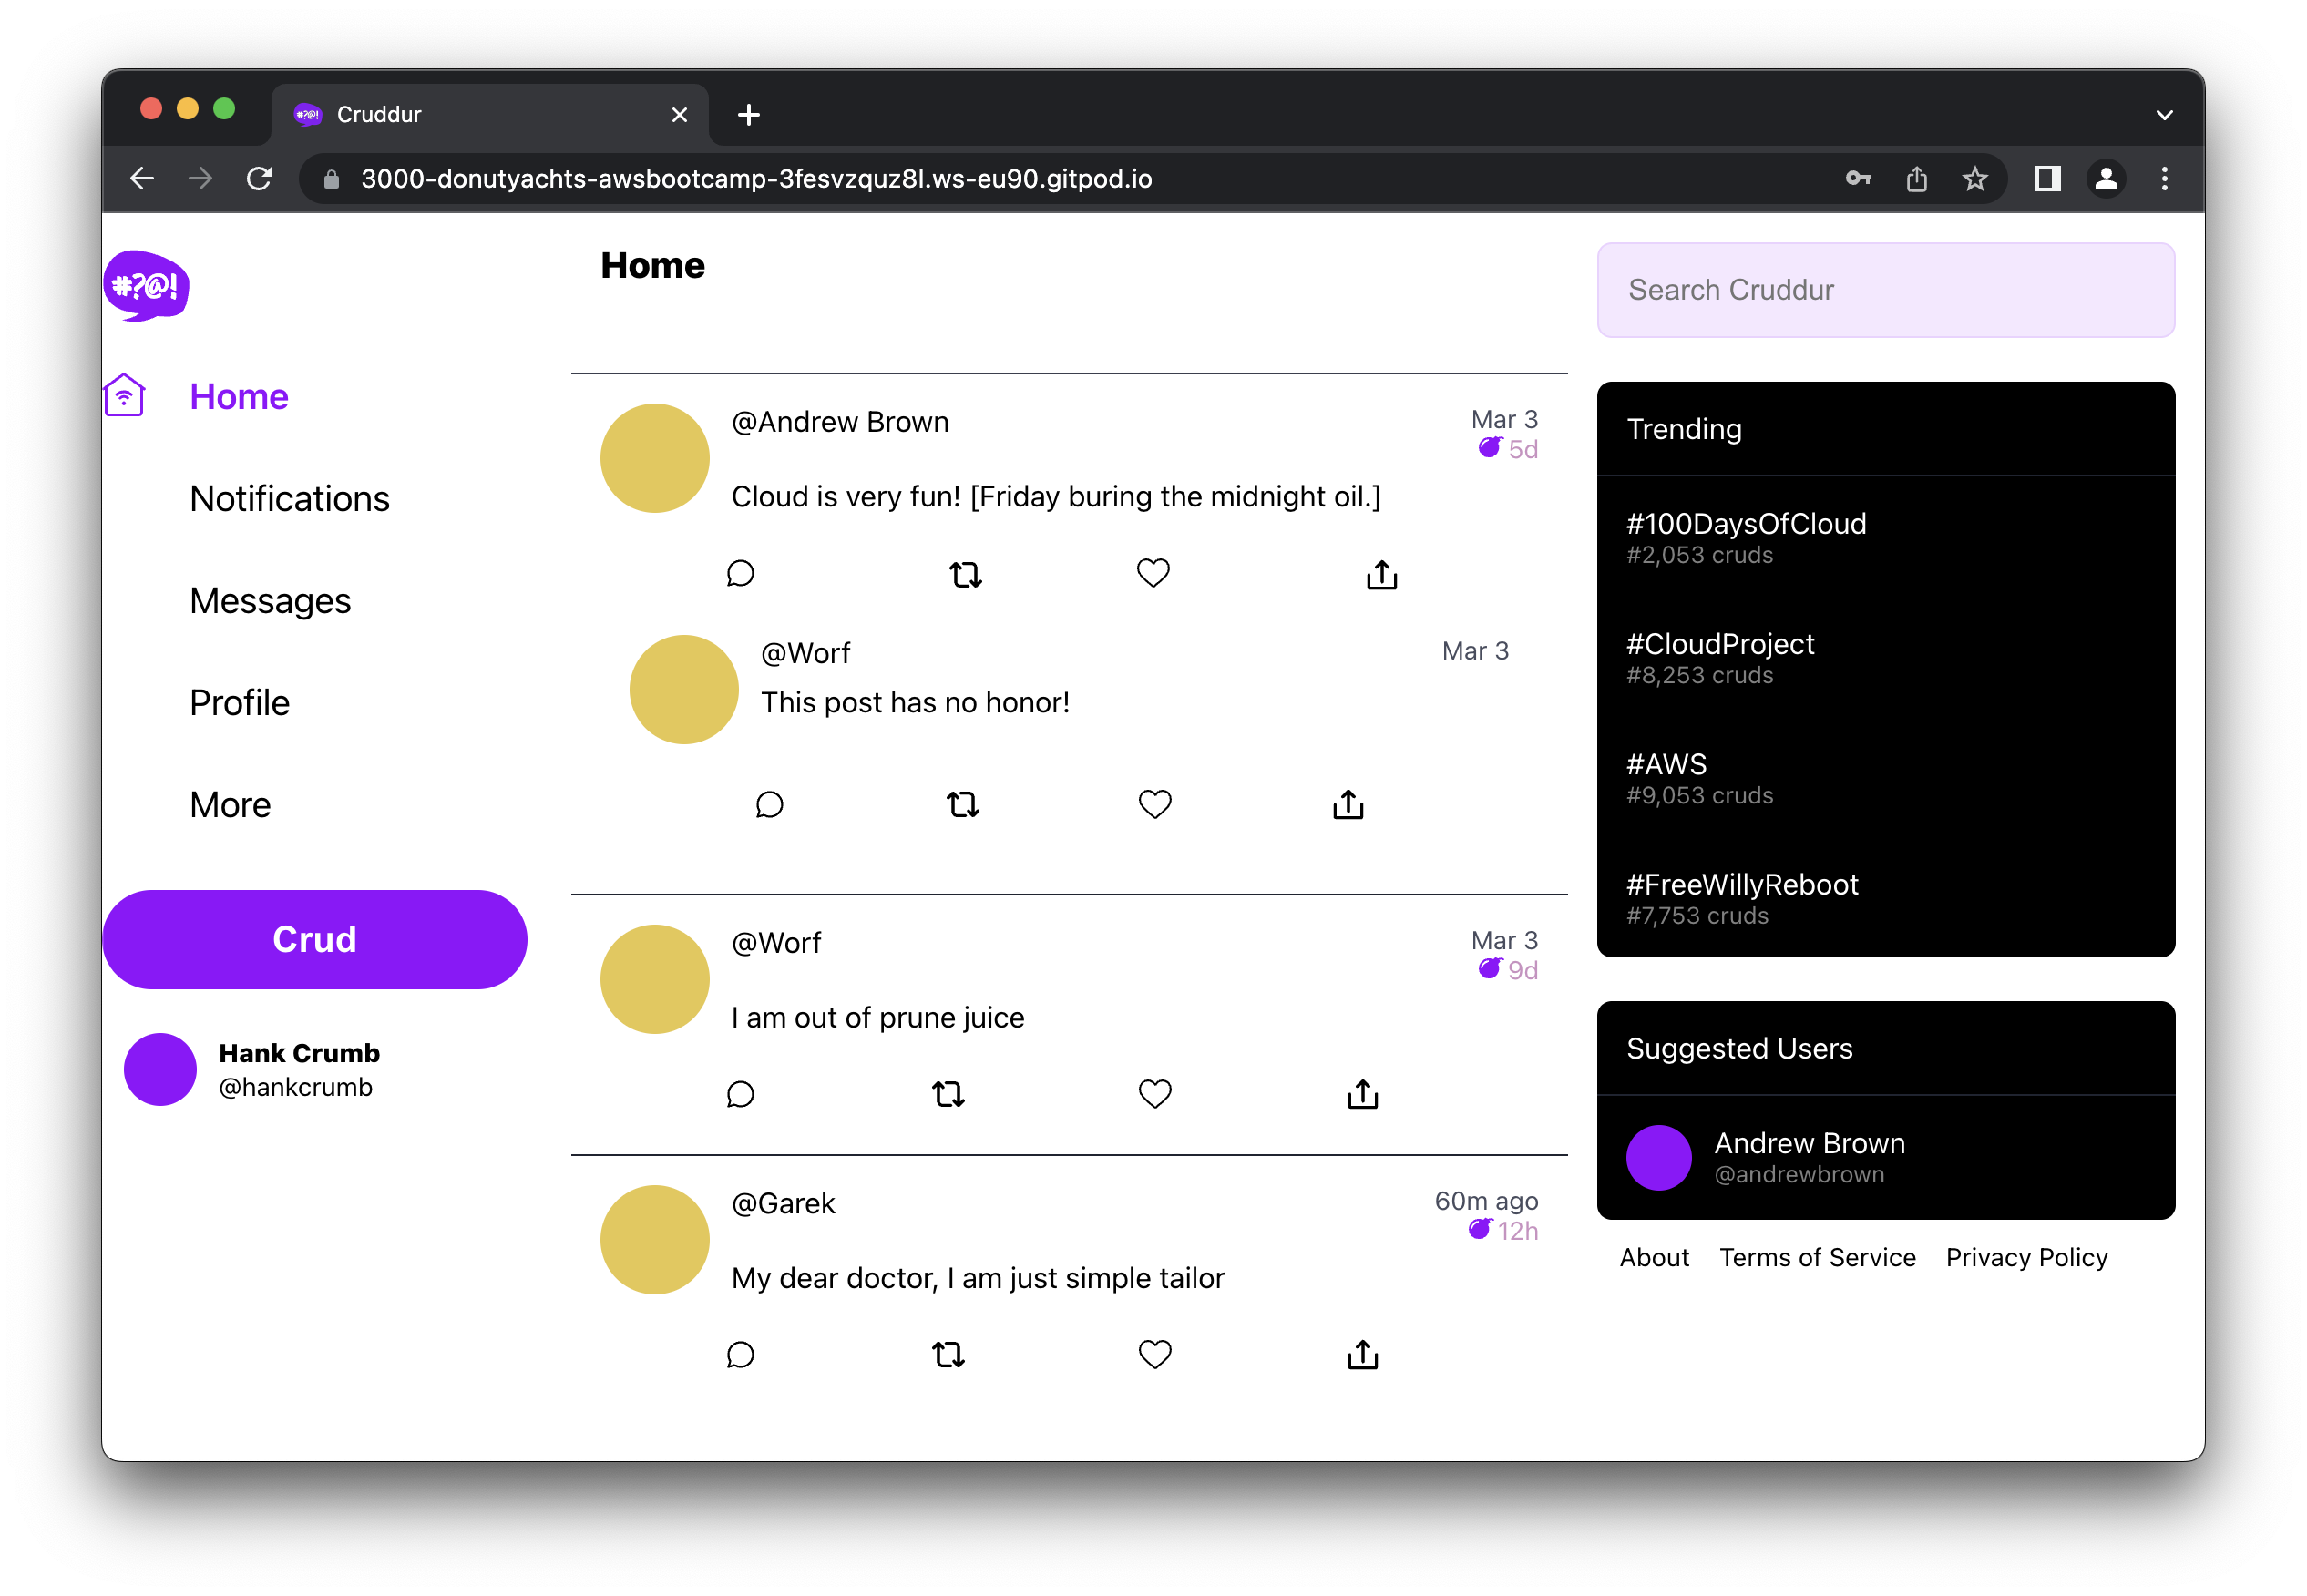 #?@! Cruddur
3000-donutyachts-awsbootcamp-3fesvzquz8l.ws-eu90.gitpod.io
#?@!
Home
Notifications
Messages
Profile
More
Crud
Hank Crumb
@hankcrumb
Home
@Andrew Brown
Mar 3
5d
Cloud is very fun! [Friday buring the midnight oil.]
@Worf
Mar 3
This post has no honor!
@Worf
Mar 3
9d
I am out of prune juice
@Garek
60m ago
12h
My dear doctor, I am just simple tailor
Search Cruddur
Trending
#100DaysOfCloud
#2,053 cruds
#CloudProject
#8,253 cruds
#AWS
#9,053 cruds
#FreeWillyReboot
#7,753 cruds
Suggested Users
Andrew Brown
@andrewbrown
About Terms of Service Privacy Policy